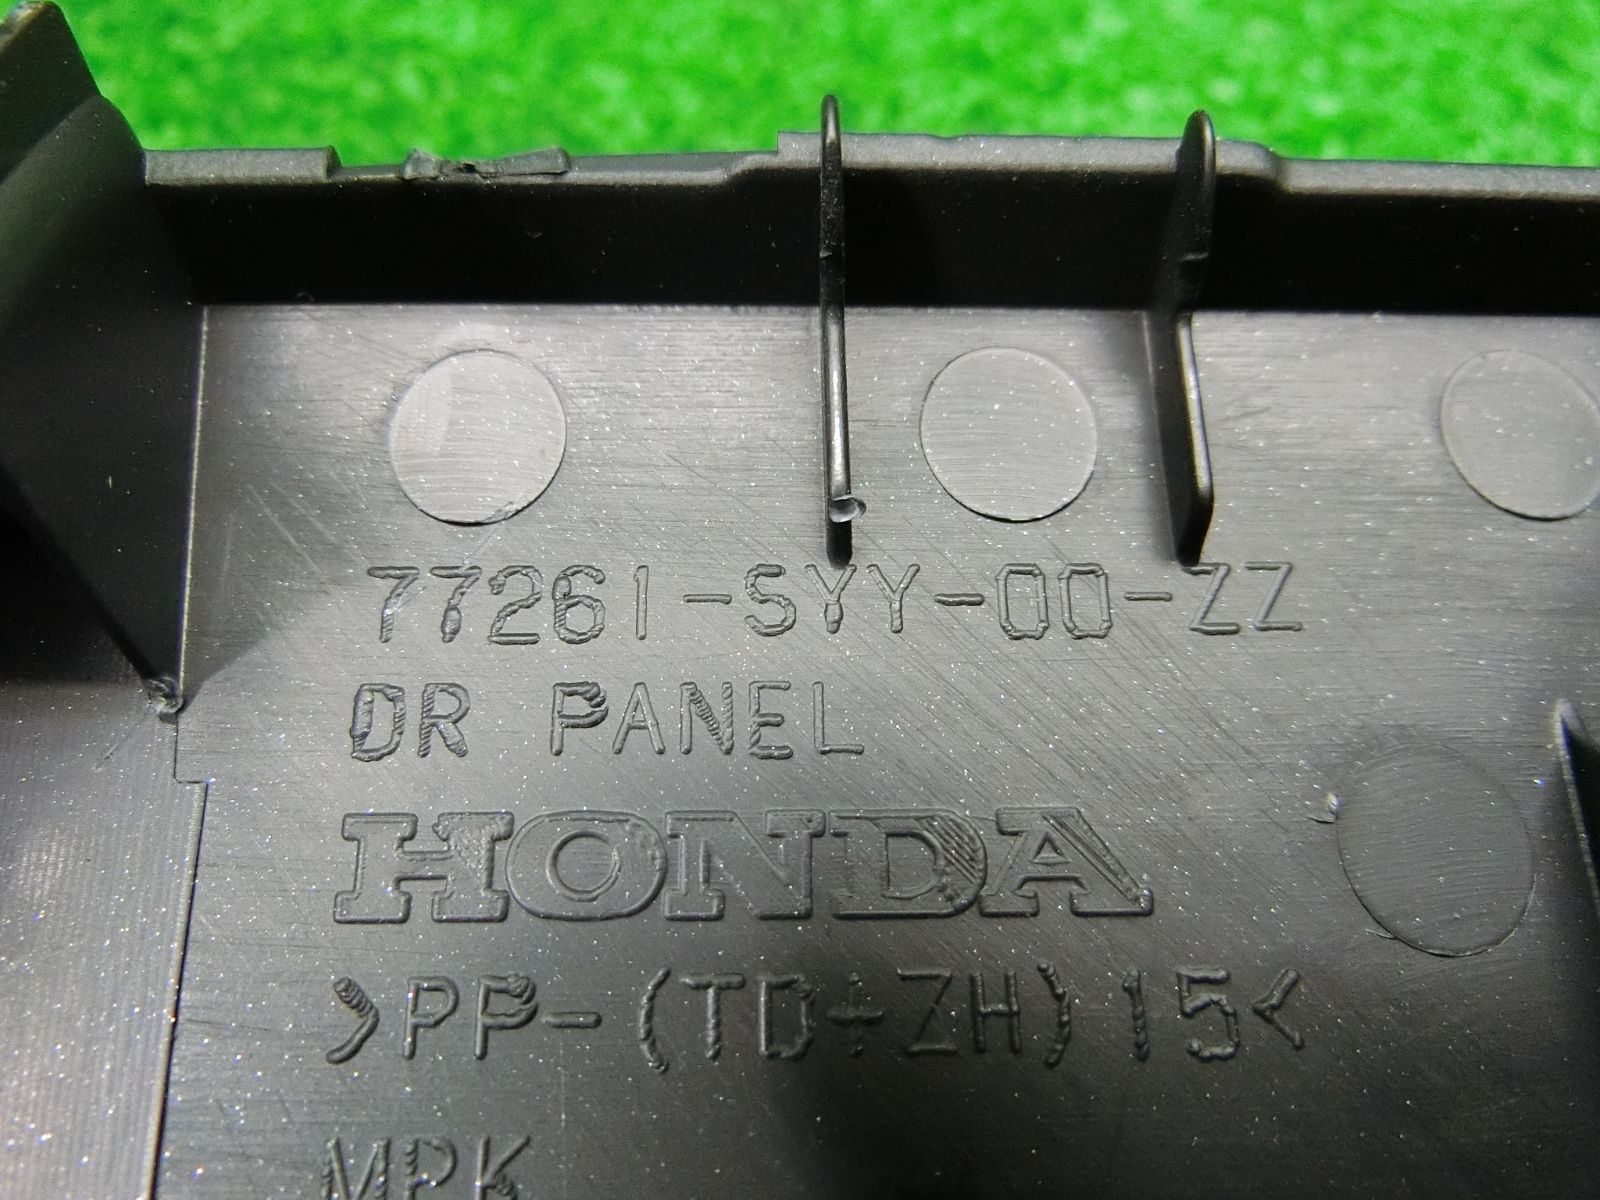 77261-SYY-00-ZZ
DR PANEL
HONDA
>PP-(TD+ZH)15<
MPK